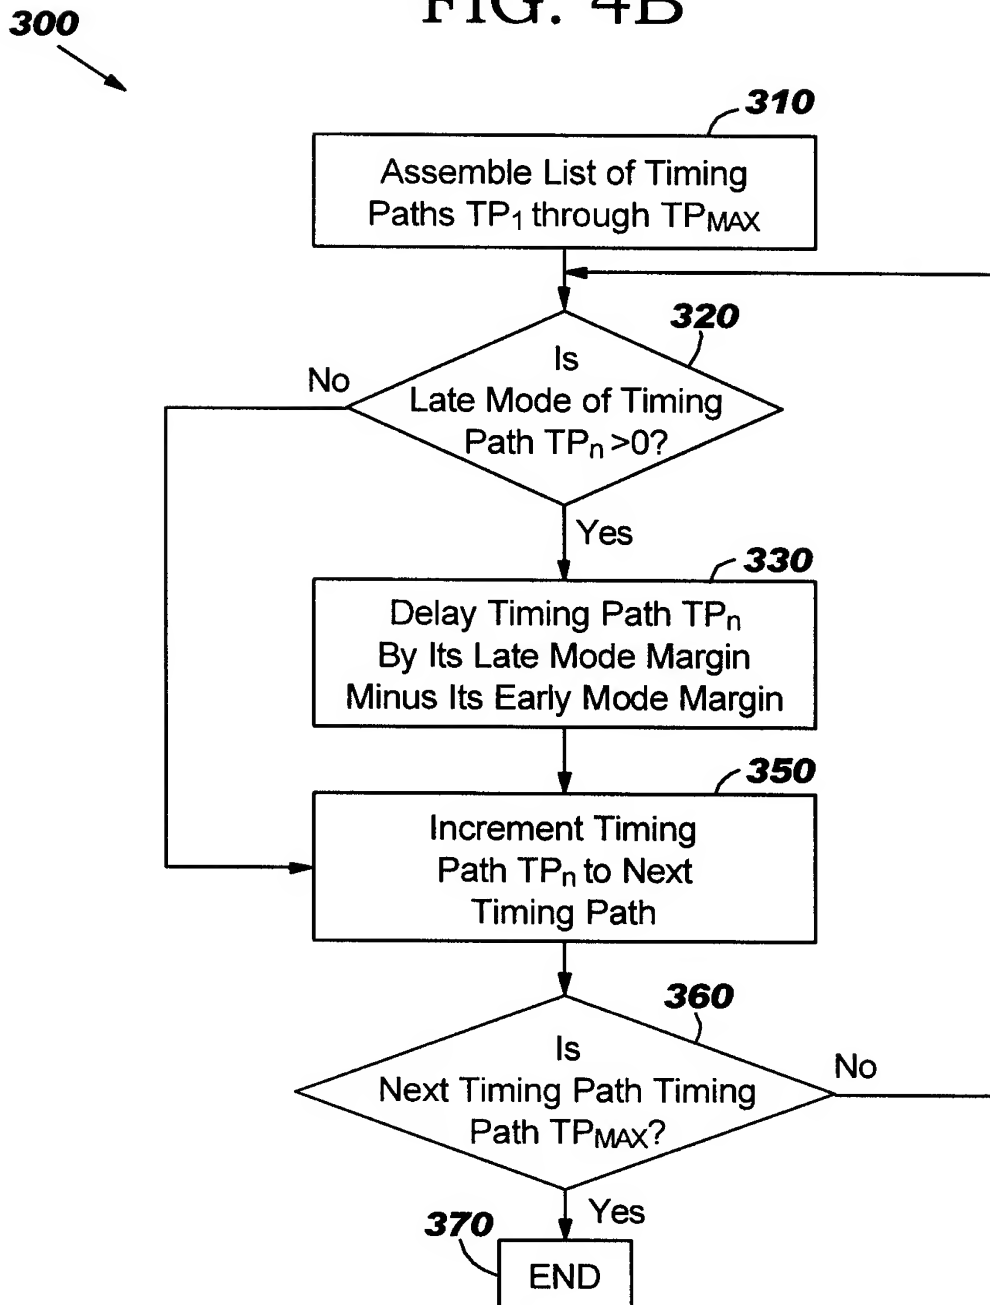 FIG. 4B
300
310
Assemble List of Timing
Paths TP1 through TPMAX
320
Is
Late Mode of Timing
Path TPn >0?
No
Yes
330
Delay Timing Path TPn
By Its Late Mode Margin
Minus Its Early Mode Margin
350
Increment Timing
Path TPn to Next
Timing Path
360
Is
Next Timing Path Timing
Path TPMAX?
No
Yes
370
END